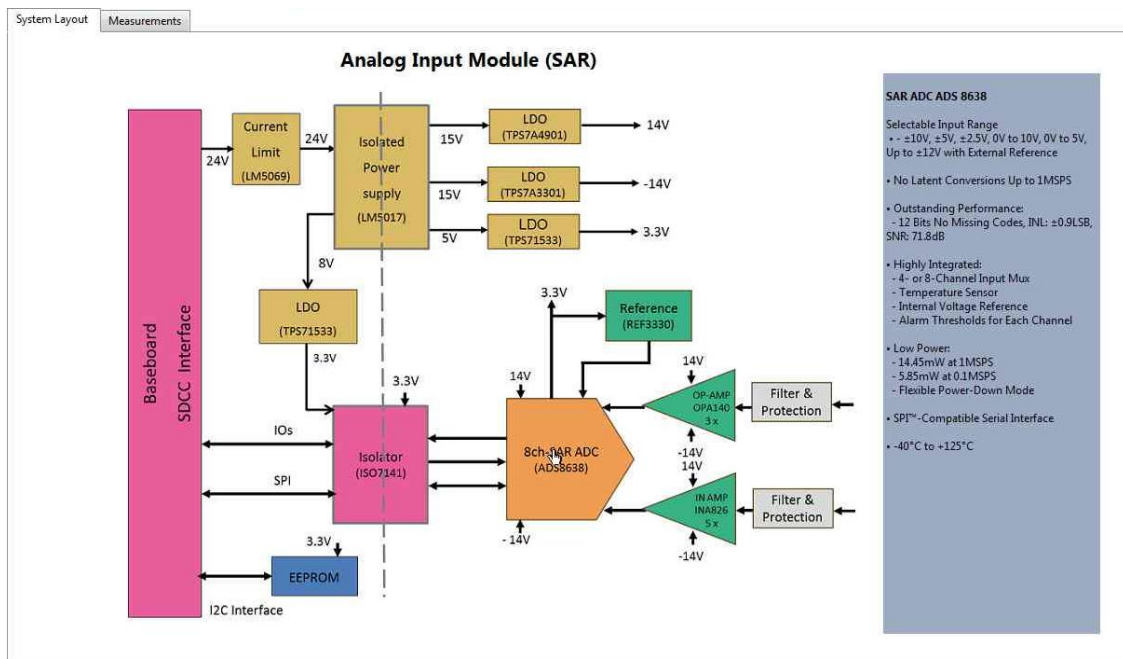 System Layout
Measurements
Analog Input Module (SAR)
Baseboard
SDCC Interface
24V
Current
Limit
(LM5069)
24V
Isolated
Power
supply
(LM5017)
15V
LDO
(TPS7A4901)
14V
15V
LDO
(TPS7A3301)
-14V
5V
LDO
(TPS71533)
3.3V
8V
LDO
(TPS71533)
3.3V
3.3V
IOs
SPI
Isolator
(ISO7141)
3.3V
EEPROM
I2C Interface
3.3V
Reference
(REF3330)
14V
8ch-SAR ADC
(ADS8638)
- 14V
14V
OP-AMP
OPA140
3 x
-14V
Filter &
Protection
14V
IN AMP
INA826
5 x
-14V
Filter &
Protection
SAR ADC ADS 8638
Selectable Input Range
• - ±10V, ±5V, ±2.5V, 0V to 10V, 0V to 5V,
Up to ±12V with External Reference
• No Latent Conversions Up to 1MSPS
• Outstanding Performance:
- 12 Bits No Missing Codes, INL: ±0.9LSB,
SNR: 71.8dB
• Highly Integrated:
- 4- or 8-Channel Input Mux
- Temperature Sensor
- Internal Voltage Reference
- Alarm Thresholds for Each Channel
• Low Power:
- 14.45mW at 1MSPS
- 5.85mW at 0.1MSPS
- Flexible Power-Down Mode
• SPI™-Compatible Serial Interface
• -40°C to +125°C